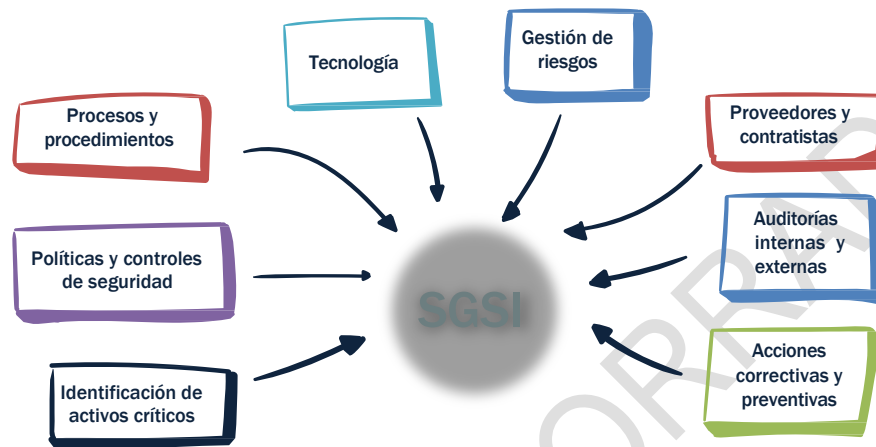 Tecnología
Gestión de
riesgos
Procesos y
procedimientos
Proveedores y
contratistas
Políticas y controles
de seguridad
SGSI
Auditorías
internas y
externas
Identificación de
activos críticos
Acciones
correctivas y
preventivas